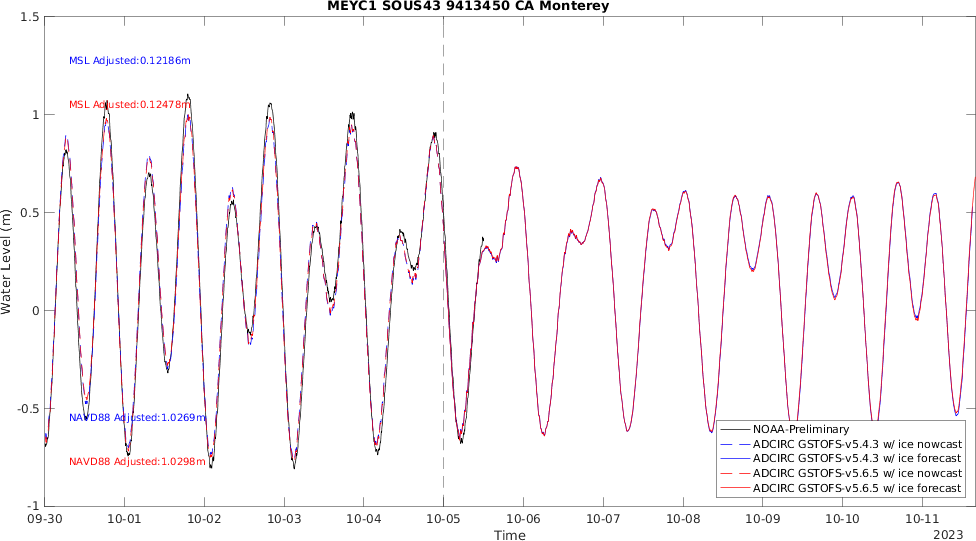 MEYC1 SOUS43 9413450 CA Monterey
1.5
1
0.5
0
-0.5
-1
Water Level (m)
MSL Adjusted:0.12186m
MSL Adjusted:0.12478m
NAVD88 Adjusted:1.0269m
NAVD88 Adjusted:1.0298m
NOAA-Preliminary
ADCIRC GSTOFS-v5.4.3 w/ ice nowcast
ADCIRC GSTOFS-v5.4.3 w/ ice forecast
ADCIRC GSTOFS-v5.6.5 w/ ice nowcast
ADCIRC GSTOFS-v5.6.5 w/ ice forecast
09-30 10-01 10-02 10-03 10-04 10-05 10-06 10-07 10-08 10-09 10-10 10-11
Time
2023